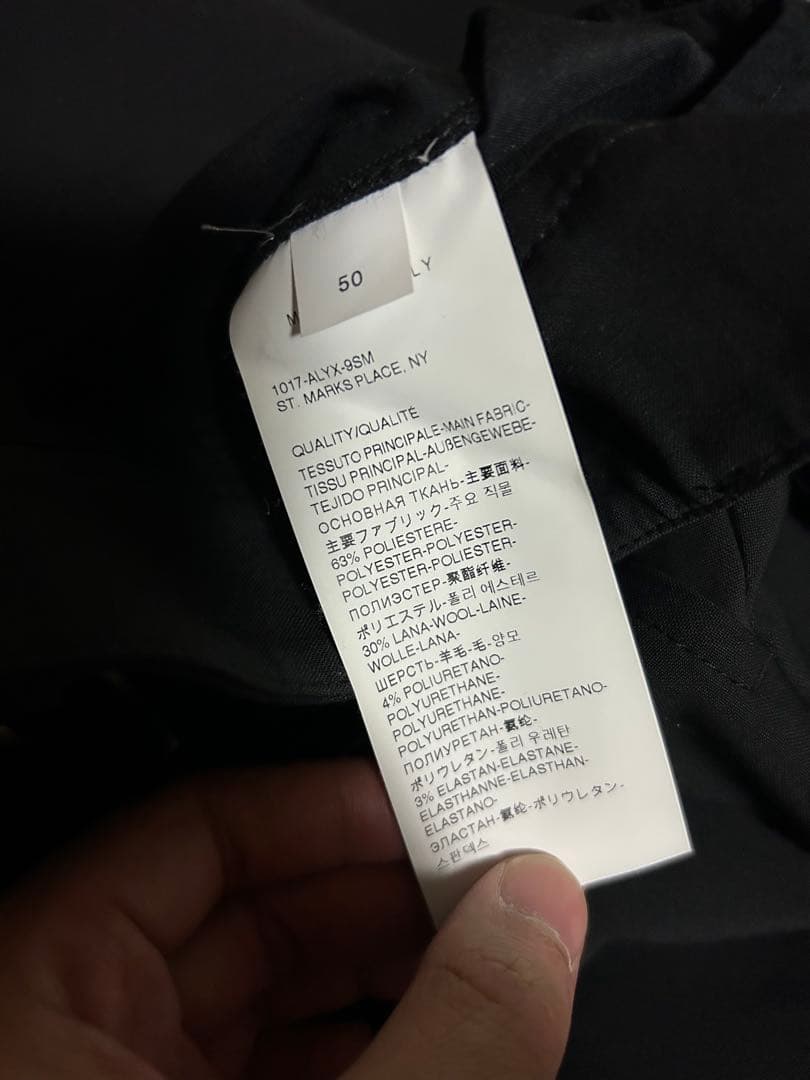 50
1017-ALYX-9SM
ST. MARKS PLACE, NY
QUALITY/QUALITÉ
TESSUTO PRINCIPALE-MAIN FABRIC-
TISSU PRINCIPAL-AUßENGEWEBE-
TEJIDO PRINCIPAL-
ОСНОВНАЯ ТКАНЬ-主要面料-
主要ファブリック-주요 직물
63% POLIESTERE-
POLYESTER-POLYESTER-
POLYESTER-POLIESTER-
ПОЛИЭСТЕР-聚酯纤维-
ポリエステル-폴리 에스테르
30% LANA-WOOL-LAINE-
WOLLE-LANA-
ШЕРСТЬ-羊毛-毛-양모
4% POLIURETANO-
POLYURETHANE-
POLYURETHANE-
POLYURETHAN-POLIURETANO-
ПОЛИУРЕТАН-氨纶-
ポリウレタン-폴리 우레탄
3% ELASTAN-ELASTANE-
ELASTHANNE-ELASTHAN-
ELASTANO-
ЭЛАСТАН-氨纶-ポリウレタン-
스판덱스